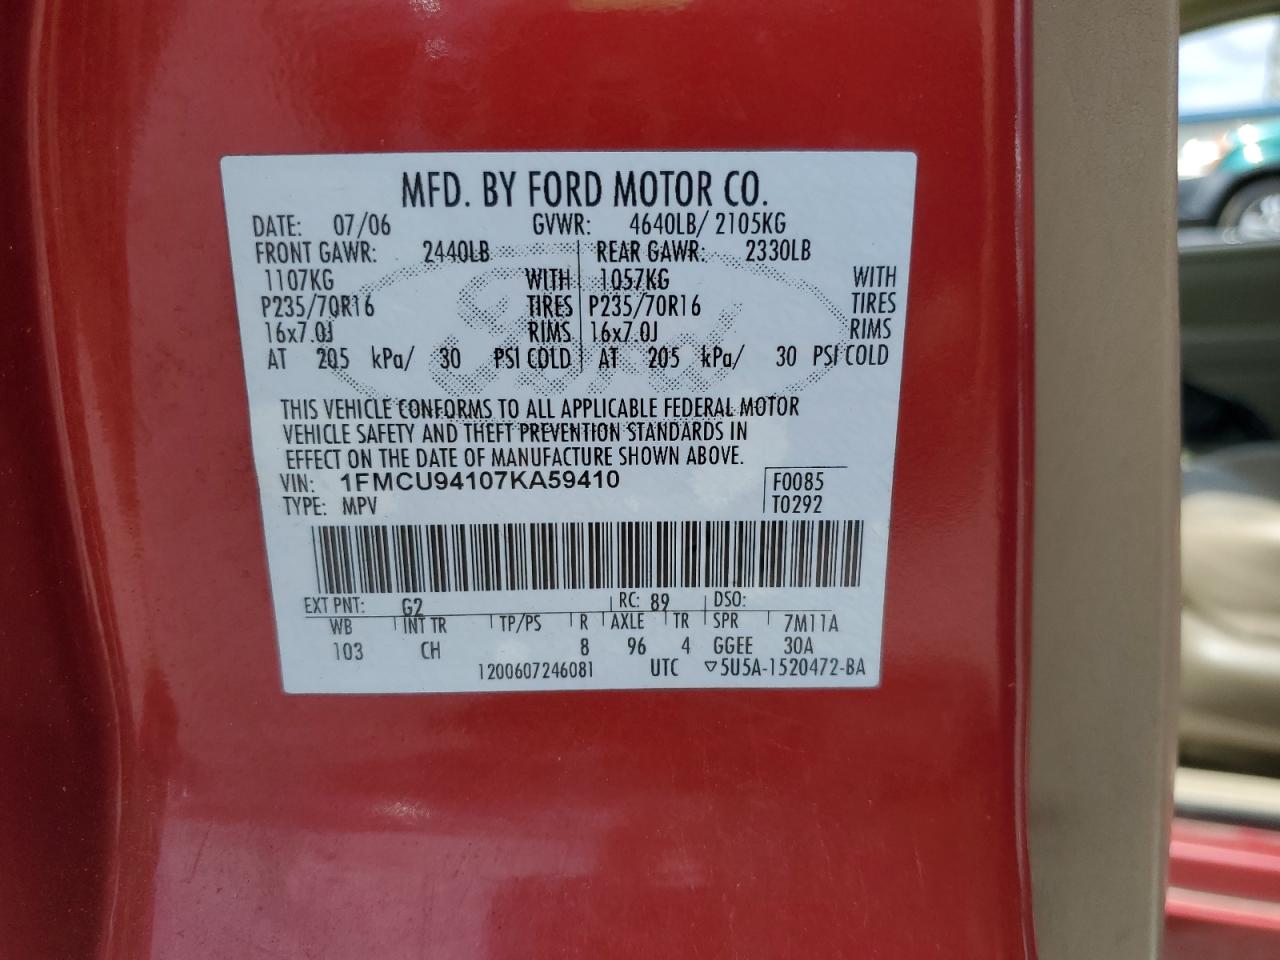 MFD. BY FORD MOTOR CO.
DATE: 07/06 GVWR: 4640LB/ 2105KG
FRONT GAWR: 2440LB REAR GAWR: 2330LB
1107KG WITH 1057KG WITH
P235/70R16 TIRES P235/70R16 TIRES
16x7.0J RIMS 16x7.0J RIMS
AT 205 kPa/ 30 PSI COLD AT 205 kPa/ 30 PSI COLD
THIS VEHICLE CONFORMS TO ALL APPLICABLE FEDERAL MOTOR
VEHICLE SAFETY AND THEFT PREVENTION STANDARDS IN
EFFECT ON THE DATE OF MANUFACTURE SHOWN ABOVE.
VIN: 1FMCU94107KA59410 F0085
TYPE: MPV T0292
EXT PNT: G2 RC: 89 DSO:
WB INT TR TP/PS R AXLE TR SPR 7M11A
103 CH 8 96 4 GGEE 30A
1200607246081 UTC ▽5U5A-1520472-BA